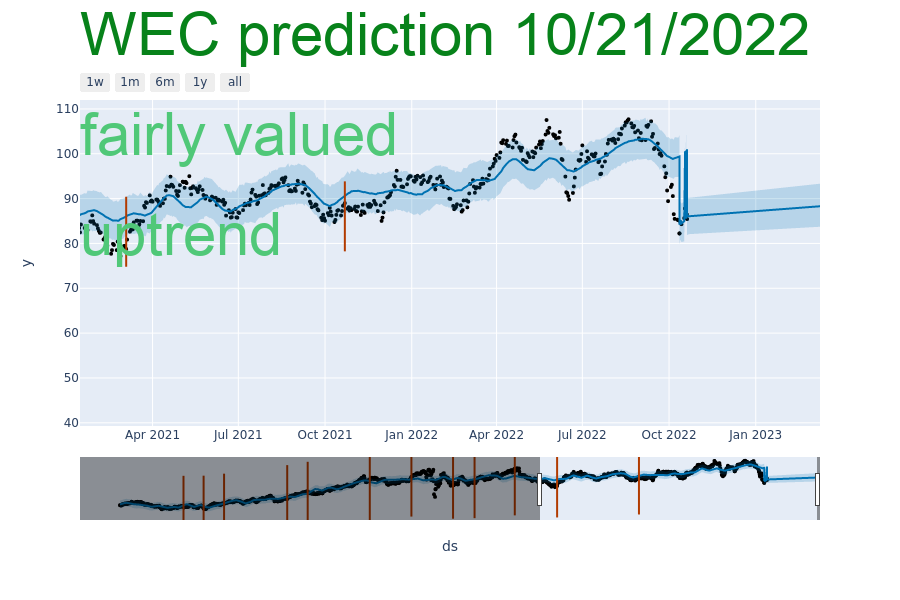 WEC prediction 10/21/2022
1w 1m 6m 1y all
fairly valued
uptrend
110
100
90
80
70
60
50
40
y
Apr 2021 Jul 2021 Oct 2021 Jan 2022 Apr 2022 Jul 2022 Oct 2022 Jan 2023
ds